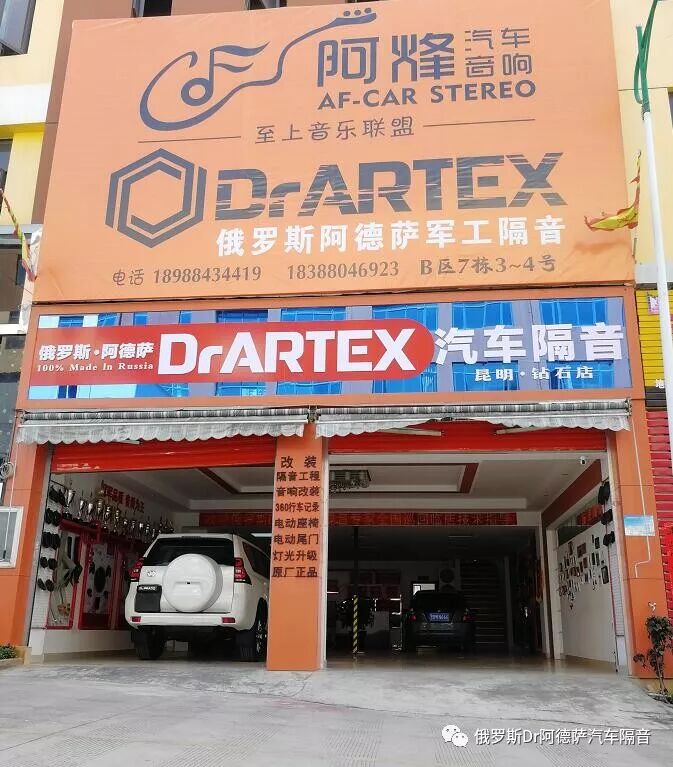 阿烽 汽车音响
AF-CAR STEREO
至上音乐联盟
DrARTEX
俄罗斯阿德萨军工隔音
电话 18988434419 18388046923 B区7栋3~4号
俄罗斯·阿德萨
100% Made In Russia
DrARTEX
汽车隔音
昆明·钻石店
改装
隔音工程
音响改装
360行车记录
电动座椅
电动尾门
灯光升级
原厂正品
俄罗斯Dr阿德萨汽车隔音